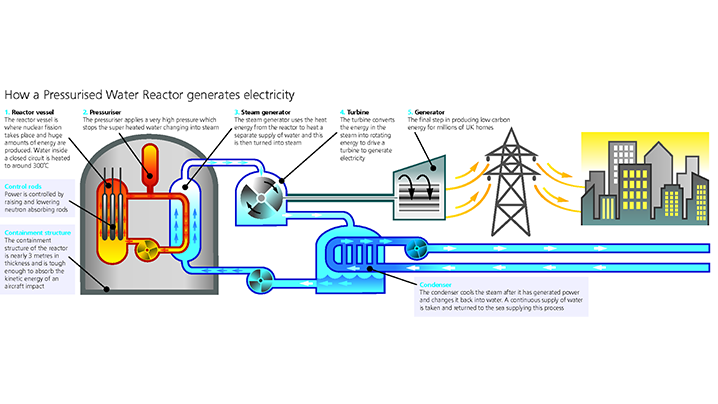 How a Pressurised Water Reactor generates electricity
1. Reactor vessel
The reactor vessel is
where nuclear fission
takes place and huge
amounts of energy are
produced. Water inside
a closed circuit is heated
to around 300°C
2. Pressuriser
The pressuriser applies a very high pressure which
stops the super heated water changing into steam
3. Steam generator
The steam generator uses the heat
energy from the reactor to heat a
separate supply of water and this
is then turned into steam
4. Turbine
The turbine converts
the energy in the
steam into rotating
energy to drive a
turbine to generate
electricity
5. Generator
The final step in producing low carbon
energy for millions of UK homes
Control rods
Power is controlled by
raising and lowering
neutron absorbing rods
Containment structure
The containment
structure of the reactor
is nearly 3 metres in
thickness and is tough
enough to absorb the
kinetic energy of an
aircraft impact
Condenser
The condenser cools the steam after it has generated power
and changes it back into water. A continuous supply of water
is taken and returned to the sea supplying this process